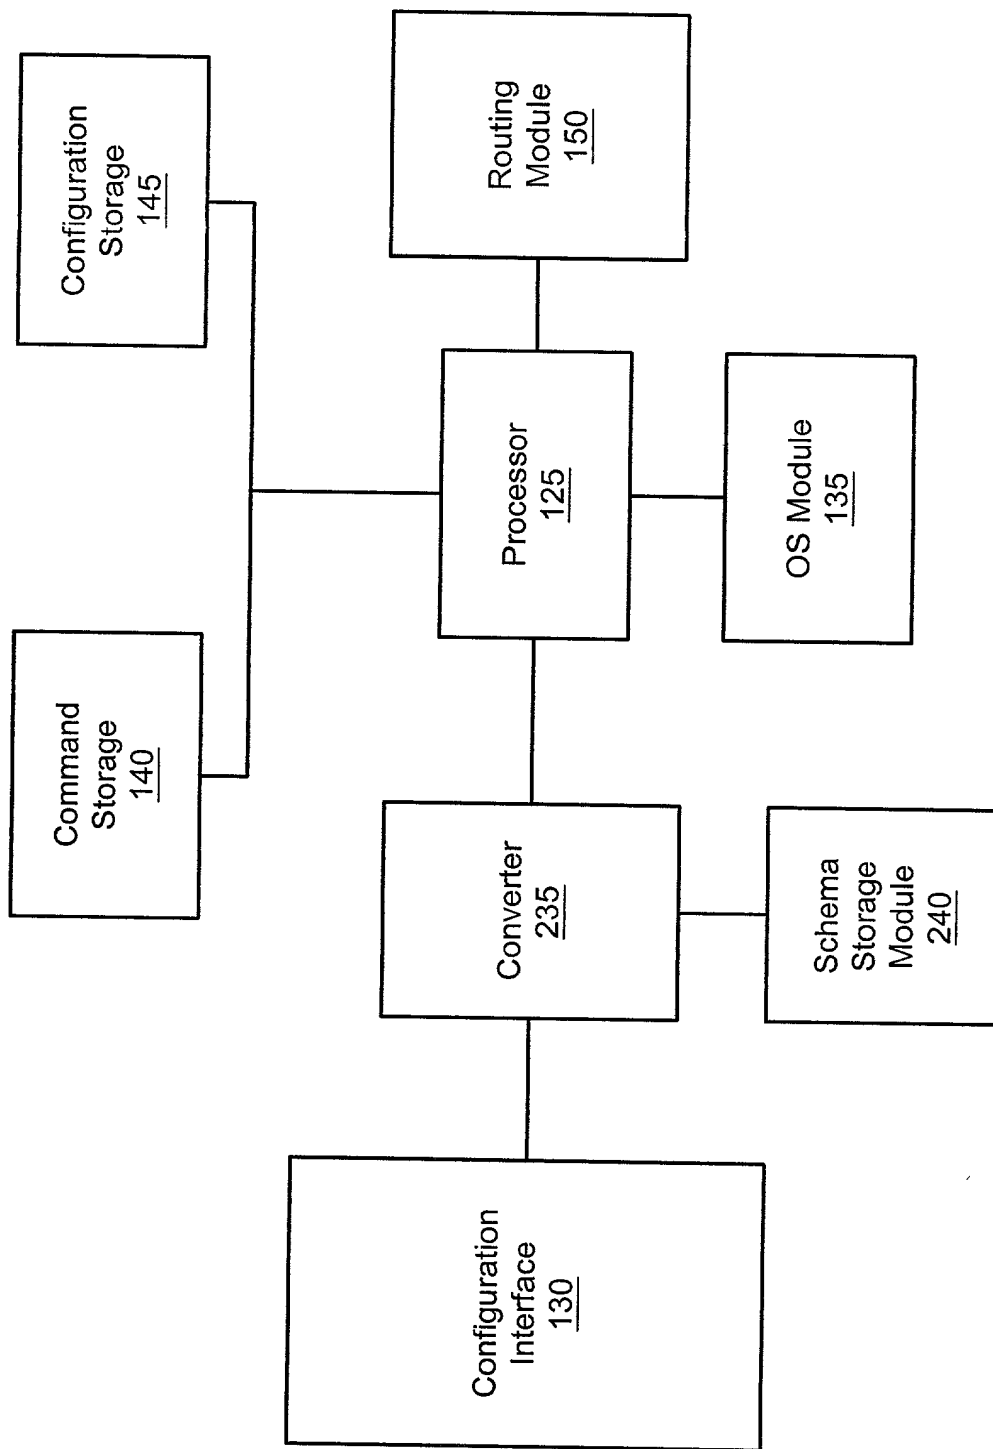 Command
Storage
140
Configuration
Storage
145
Configuration
Interface
130
Converter
235
Processor
125
Routing
Module
150
Schema
Storage
Module
240
OS Module
135